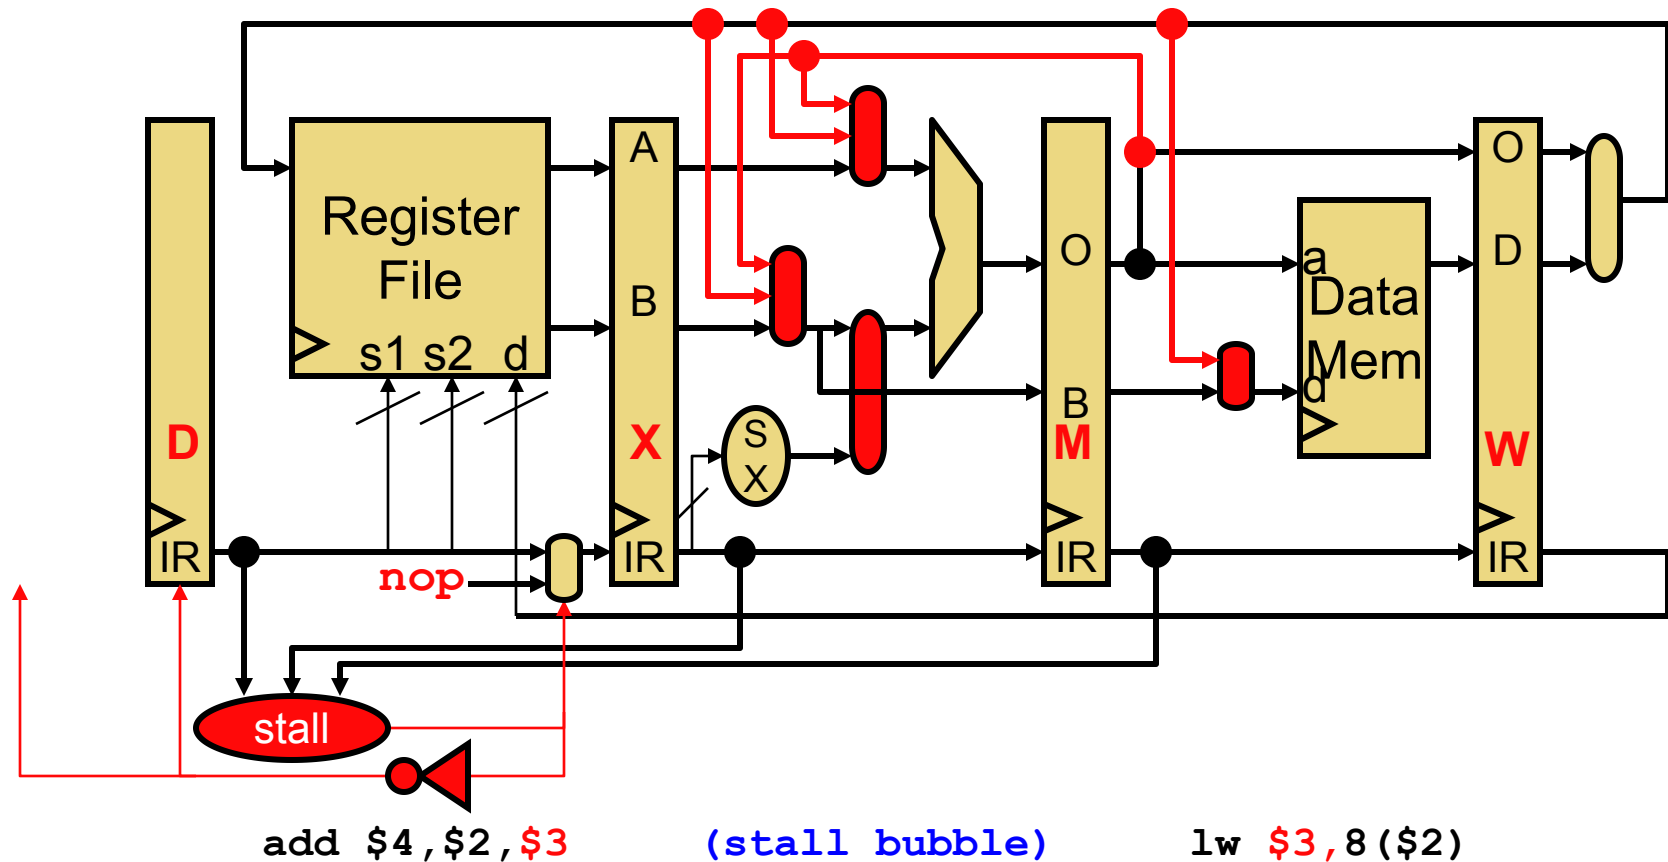 A
O
Register
File
O
D
a
B
Data
Mem
s1 s2 d
d
B
S
X
D
X
M
W
IR
IR
IR
IR
nop
stall
add $4,$2,$3 (stall bubble) lw $3,8($2)